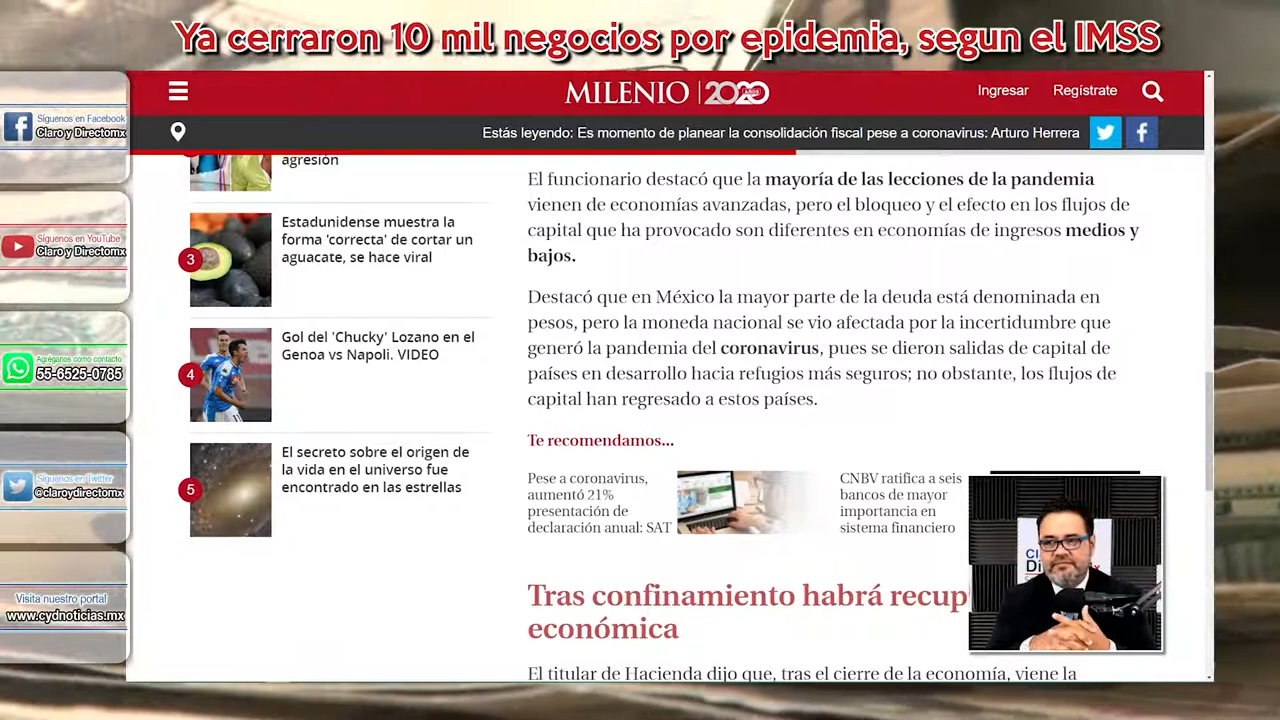 Ya cerraron 10 mil negocios por epidemia, segun el IMSS
Síguenos en Facebook
Claro y Directomx
Síguenos en YouTube
Claro y Directomx
Agréganos como contacto
55-6525-0785
Síguenos en Twitter
@claroydirectomx
Visita nuestro portal
www.cydnoticias.mx
MILENIO 2020
Ingresar
Regístrate
Estás leyendo: Es momento de planear la consolidación fiscal pese a coronavirus: Arturo Herrera
agresión
3
Estadunidense muestra la
forma 'correcta' de cortar un
aguacate, se hace viral
4
Gol del 'Chucky' Lozano en el
Genoa vs Napoli. VIDEO
5
El secreto sobre el origen de
la vida en el universo fue
encontrado en las estrellas
El funcionario destacó que la mayoría de las lecciones de la pandemia
vienen de economías avanzadas, pero el bloqueo y el efecto en los flujos de
capital que ha provocado son diferentes en economías de ingresos medios y
bajos.
Destacó que en México la mayor parte de la deuda está denominada en
pesos, pero la moneda nacional se vio afectada por la incertidumbre que
generó la pandemia del coronavirus, pues se dieron salidas de capital de
países en desarrollo hacia refugios más seguros; no obstante, los flujos de
capital han regresado a estos países.
Te recomendamos...
Pese a coronavirus,
aumentó 21%
presentación de
declaración anual: SAT
CNBV ratifica a seis
bancos de mayor
importancia en
sistema financiero
Tras confinamiento habrá recup
económica
El titular de Hacienda dijo que, tras el cierre de la economía, viene la